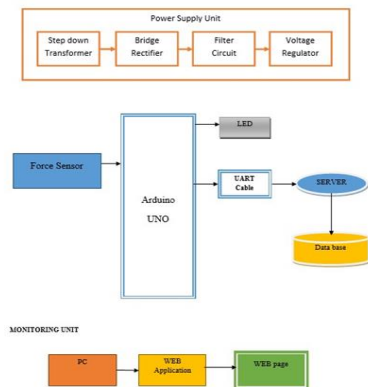 Power Supply Unit
Step down
Transformer
Bridge
Rectifier
Filter
Circuit
Voltage
Regulator
LED
Force Sensor
Arduino
UNO
UART
Cable
SERVER
Data base
MONITORING UNIT
PC
WEB
Application
WEB page